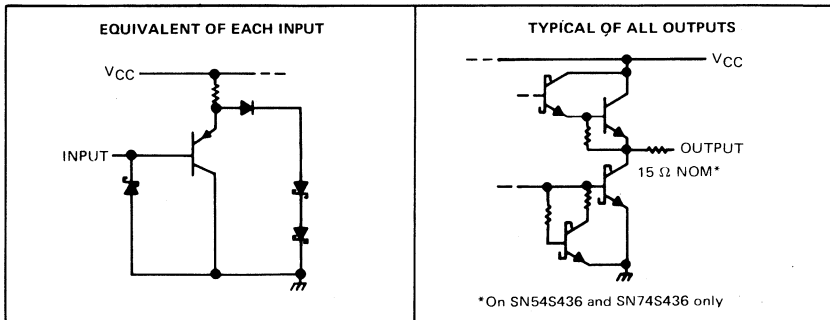 EQUIVALENT OF EACH INPUT
VCC
INPUT
TYPICAL OF ALL OUTPUTS
VCC
OUTPUT
15 Ω NOM*
*On SN54S436 and SN74S436 only